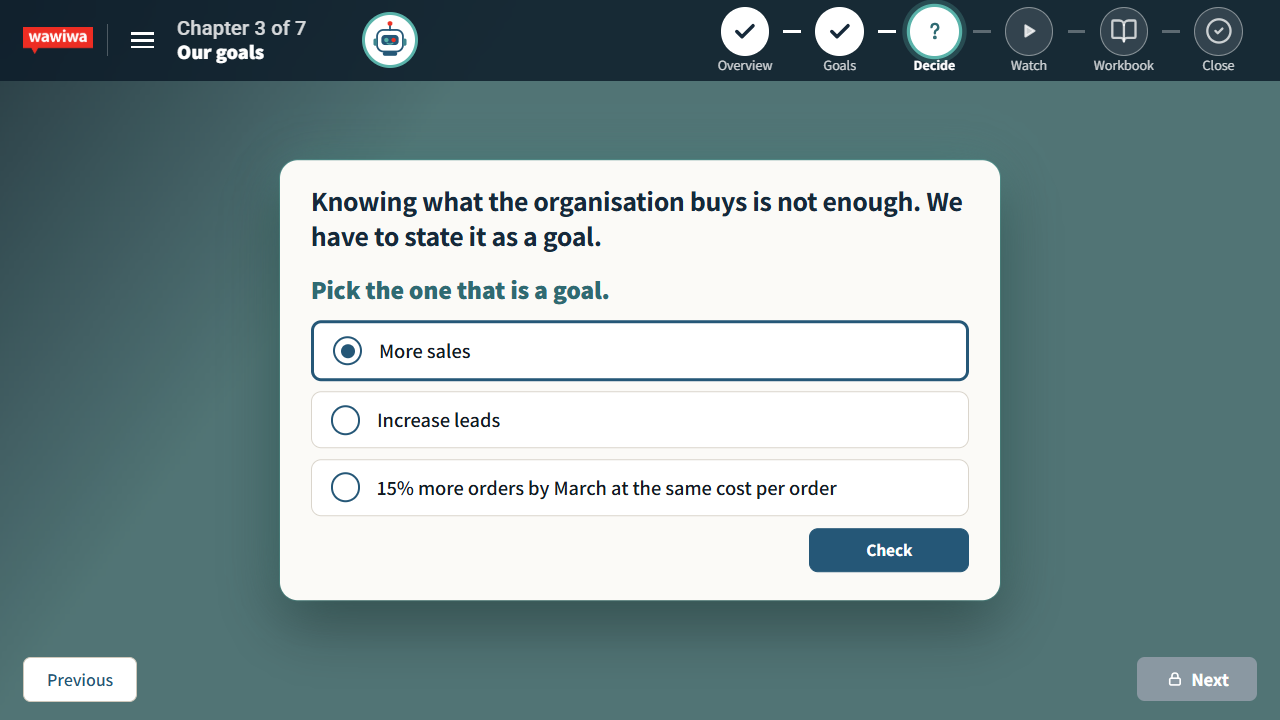 wawiwa
Chapter 3 of 7
Our goals
?
Overview
Goals
Decide
Watch
Workbook
Close
Knowing what the organisation buys is not enough. We
have to state it as a goal.
Pick the one that is a goal.
More sales
Increase leads
15% more orders by March at the same cost per order
Check
Previous
Next